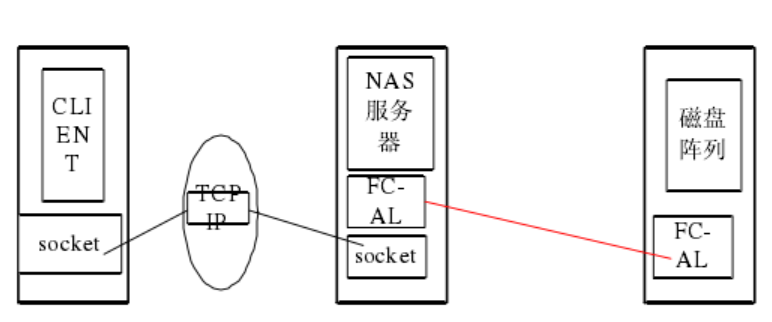 CLI
EN
T
socket
TCP
IP
NAS
服务
器
FC-
AL
socket
磁盘
阵列
FC-
AL